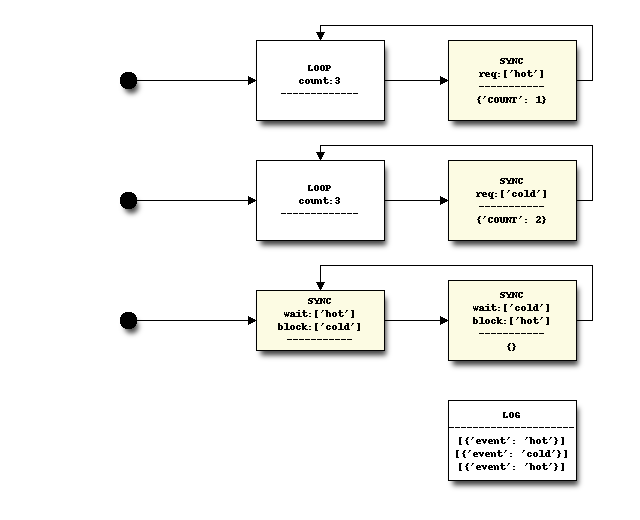 LOOP
count:3
-------------
SYNC
req:['hot']
-----------
{'COUNT': 1}
LOOP
count:3
-------------
SYNC
req:['cold']
-----------
{'COUNT': 2}
SYNC
wait:['hot']
block:['cold']
-----------
SYNC
wait:['cold']
block:['hot']
-----------
{}
LOG
---------------------
[{'event': 'hot'}]
[{'event': 'cold'}]
[{'event': 'hot'}]